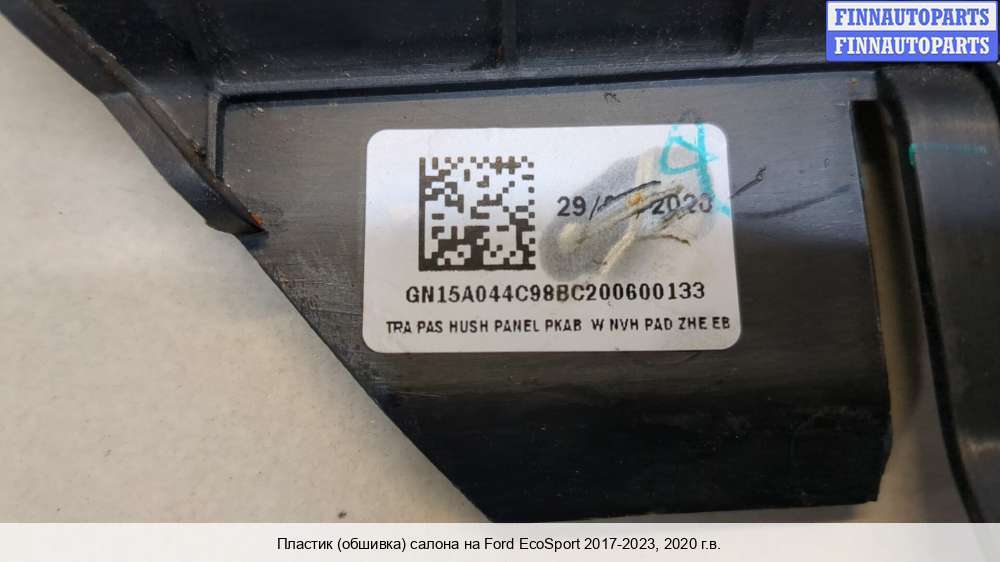 FINNAUTOPARTS
FINNAUTOPARTS
GN15A044C98BC200600133
TRA PAS HUSH PANEL PKAB W NVH PAD ZHE EB
Пластик (обшивка) салона на Ford EcoSport 2017-2023, 2020 г.в.